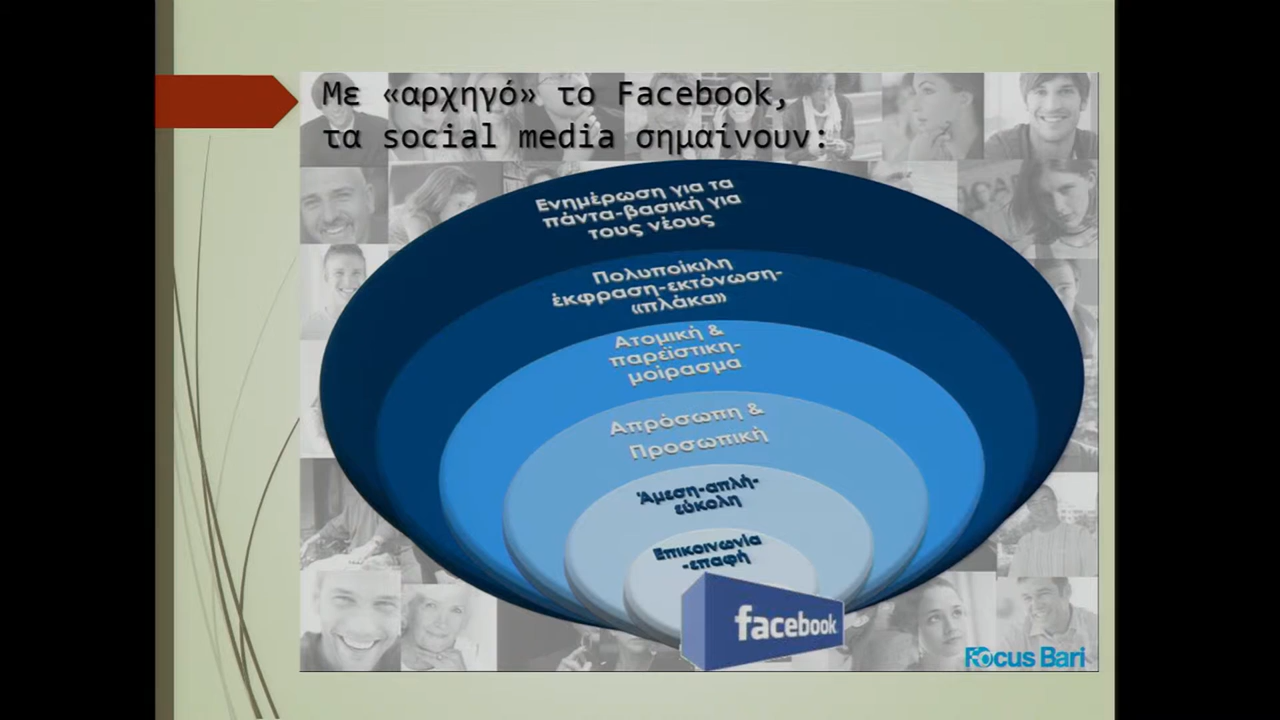 Με «αρχηγό» το Facebook,
τα social media σημαίνουν:
Ενημέρωση για τα
πάντα-βασική για
τους νέους
Πολυποίκιλη
έκφραση-εκτόνωση-
«πλάκα»
Ατομική &
παρεϊστικη-
μοίρασμα
Απρόσωπη &
Προσωπική
Άμεση-απλή-
εύκολη
Επικοινωνία
-επαφή
facebook
Focus Bari